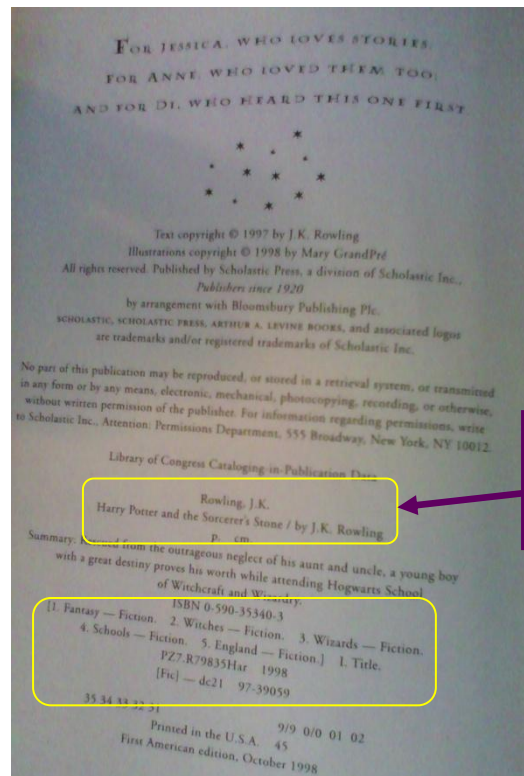 FOR JESSICA, WHO LOVES STORIES,
FOR ANNE, WHO LOVED THEM TOO;
AND FOR DI, WHO HEARD THIS ONE FIRST.
Text copyright © 1997 by J.K. Rowling
Illustrations copyright © 1998 by Mary GrandPré
All rights reserved. Published by Scholastic Press, a division of Scholastic Inc.,
Publishers since 1920
by arrangement with Bloomsbury Publishing Plc.
SCHOLASTIC, SCHOLASTIC PRESS, ARTHUR A. LEVINE BOOKS, and associated logos
are trademarks and/or registered trademarks of Scholastic Inc.
No part of this publication may be reproduced, or stored in a retrieval system, or transmitted
in any form or by any means, electronic, mechanical, photocopying, recording, or otherwise,
without written permission of the publisher. For information regarding permissions, write
to Scholastic Inc., Attention: Permissions Department, 555 Broadway, New York, NY 10012.
Library of Congress Cataloging-in-Publication Data
Rowling, J.K.
Harry Potter and the Sorcerer's Stone / by J.K. Rowling
p. cm.
Summary: Rescued from the outrageous neglect of his aunt and uncle, a young boy
with a great destiny proves his worth while attending Hogwarts School
of Witchcraft and Wizardry.
ISBN 0-590-35340-3
[1. Fantasy — Fiction. 2. Witches — Fiction. 3. Wizards — Fiction.
4. Schools — Fiction. 5. England — Fiction.] I. Title.
PZ7.R79835Har 1998
[Fic] — dc21 97-39059
35 34 33 32 31 9/9 0/0 01 02
Printed in the U.S.A. 45
First American edition, October 1998